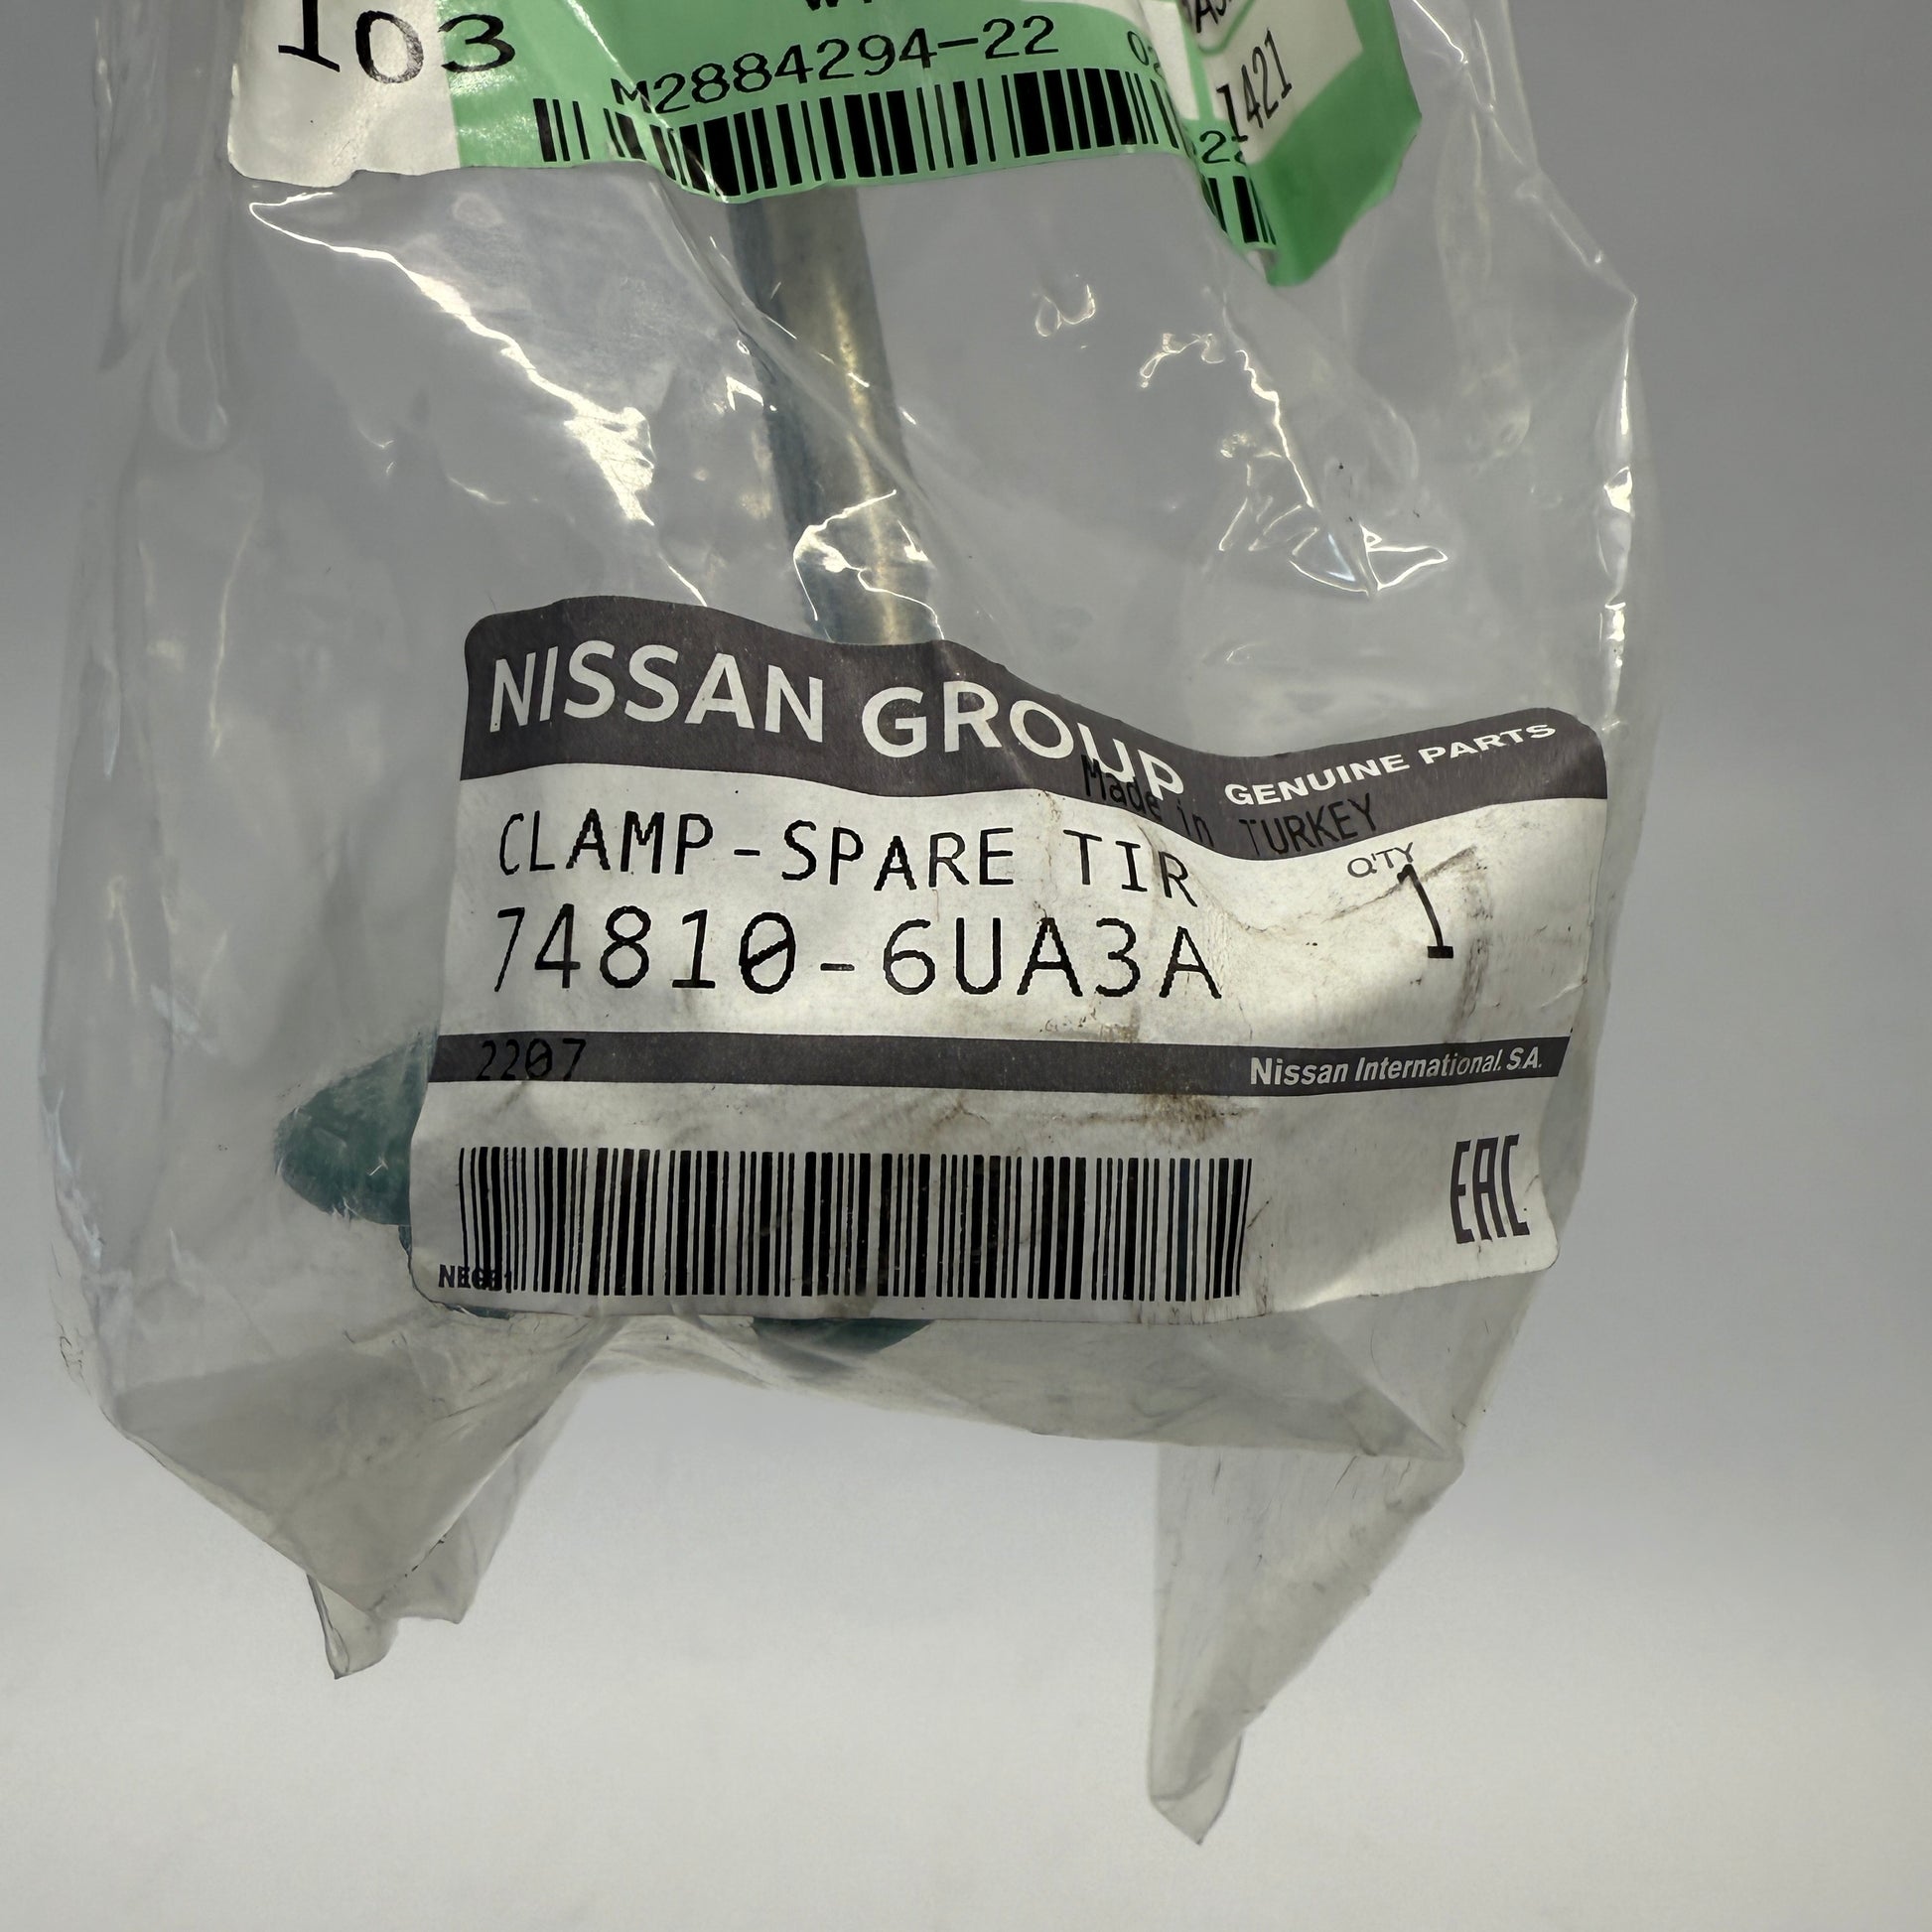 103
M2884294-22
1421
NISSAN GROUP GENUINE PARTS
Made in TURKEY
CLAMP-SPARE TIR
Q'TY
1
74810-6UA3A
2207
Nissan International. S.A.
EAC